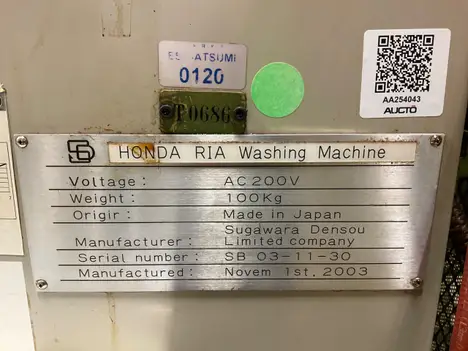 ATSUMI
0120
P0686
AA254043
AUCTO
SD HONDA RIA Washing Machine
Voltage: AC200V
Weight: 100Kg
Origir: Made in Japan
Sugawara Densou
Manufacturer: Limited company
Serial number: SB 03-11-30
Manufactured: Novem 1st. 2003